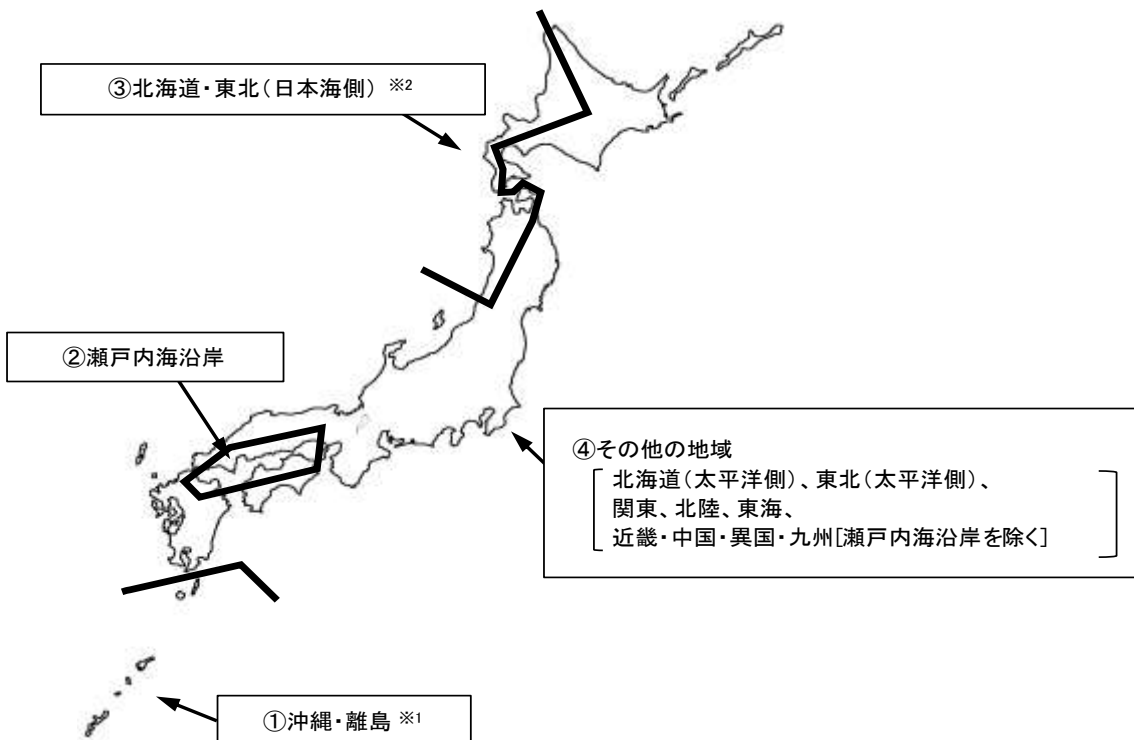 ③北海道・東北(日本海側) ※2
②瀬戸内海沿岸
④その他の地域
北海道(太平洋側)、東北(太平洋側)、
関東、北陸、東海、
近畿・中国・異国・九州[瀬戸内海沿岸を除く]
①沖縄・離島 ※1